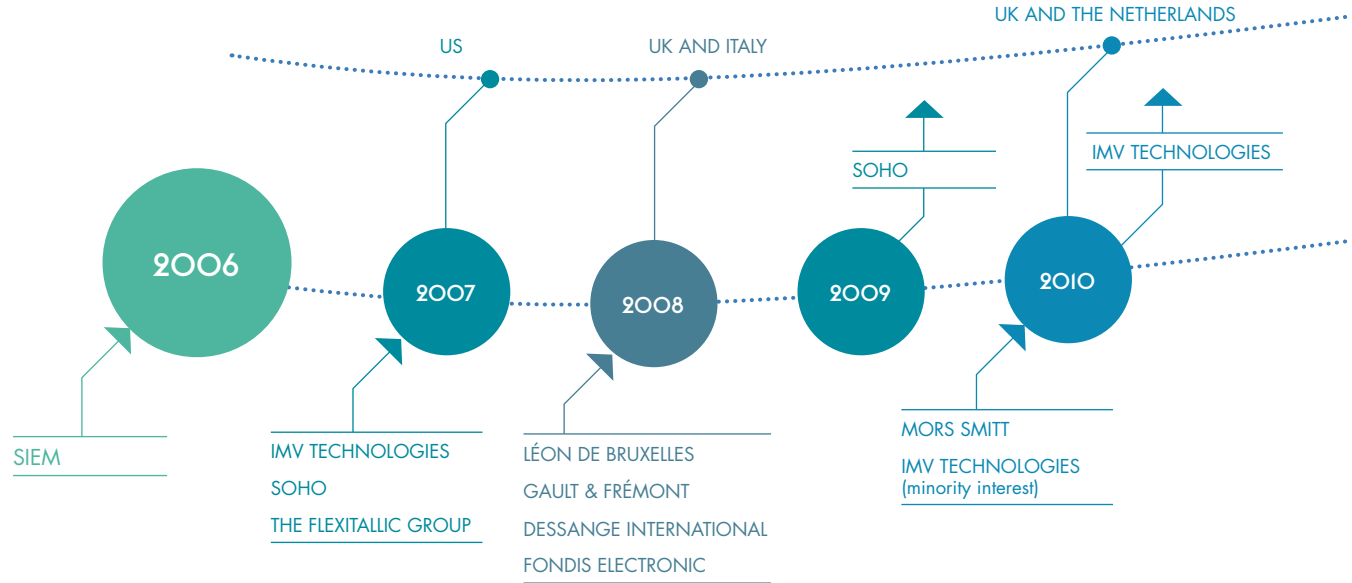 UK AND THE NETHERLANDS
US
UK AND ITALY
SOHO
IMV TECHNOLOGIES
2006
2007
2008
2009
2010
SIEM
IMV TECHNOLOGIES
SOHO
THE FLEXITALLIC GROUP
LÉON DE BRUXELLES
GAULT & FRÉMONT
DESSANGE INTERNATIONAL
FONDIS ELECTRONIC
MORS SMITT
IMV TECHNOLOGIES
(minority interest)